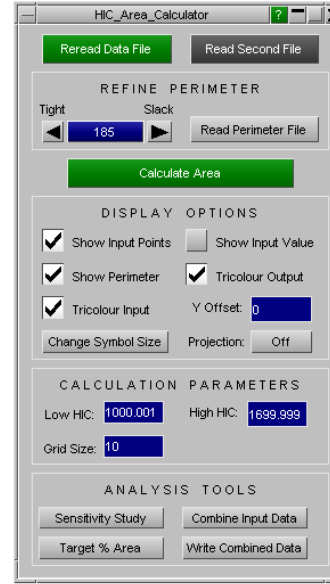 HIC_Area_Calculator ?
Reread Data File Read Second File
REFINE PERIMETER
Tight Slack
185 Read Perimeter File
Calculate Area
DISPLAY OPTIONS
Show Input Points Show Input Value
Show Perimeter Tricolour Output
Tricolour Input Y Offset: 0
Change Symbol Size Projection: Off
CALCULATION PARAMETERS
Low HIC: 1000.001 High HIC: 1699.999
Grid Size: 10
ANALYSIS TOOLS
Sensitivity Study Combine Input Data
Target % Area Write Combined Data